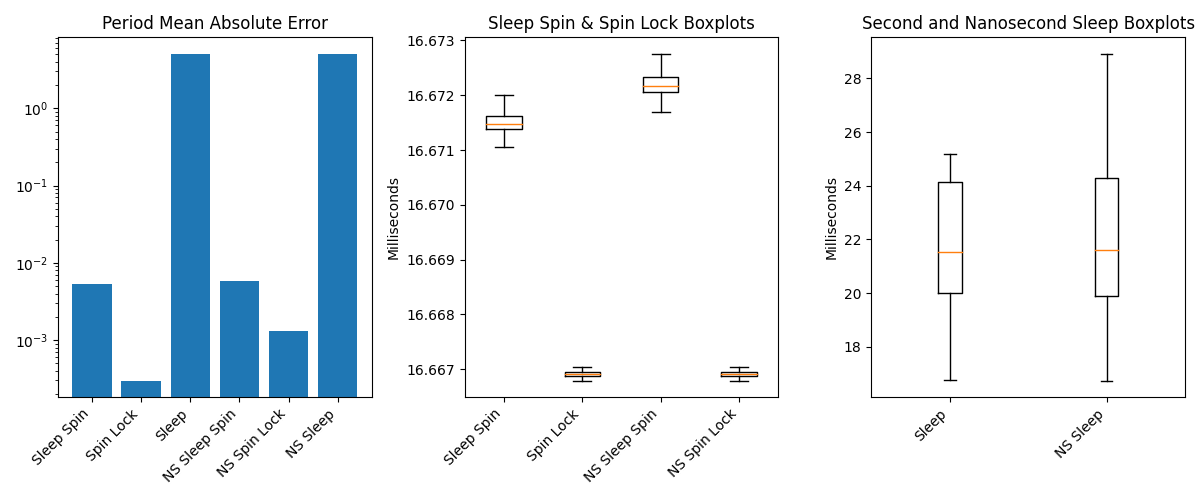 Period Mean Absolute Error
10⁰
10⁻¹
10⁻²
10⁻³
Sleep Spin
Spin Lock
Sleep
NS Sleep Spin
NS Spin Lock
NS Sleep
Sleep Spin & Spin Lock Boxplots
Milliseconds
16.673
16.672
16.671
16.670
16.669
16.668
16.667
Sleep Spin
Spin Lock
NS Sleep Spin
NS Spin Lock
Second and Nanosecond Sleep Boxplots
Milliseconds
28
26
24
22
20
18
Sleep
NS Sleep